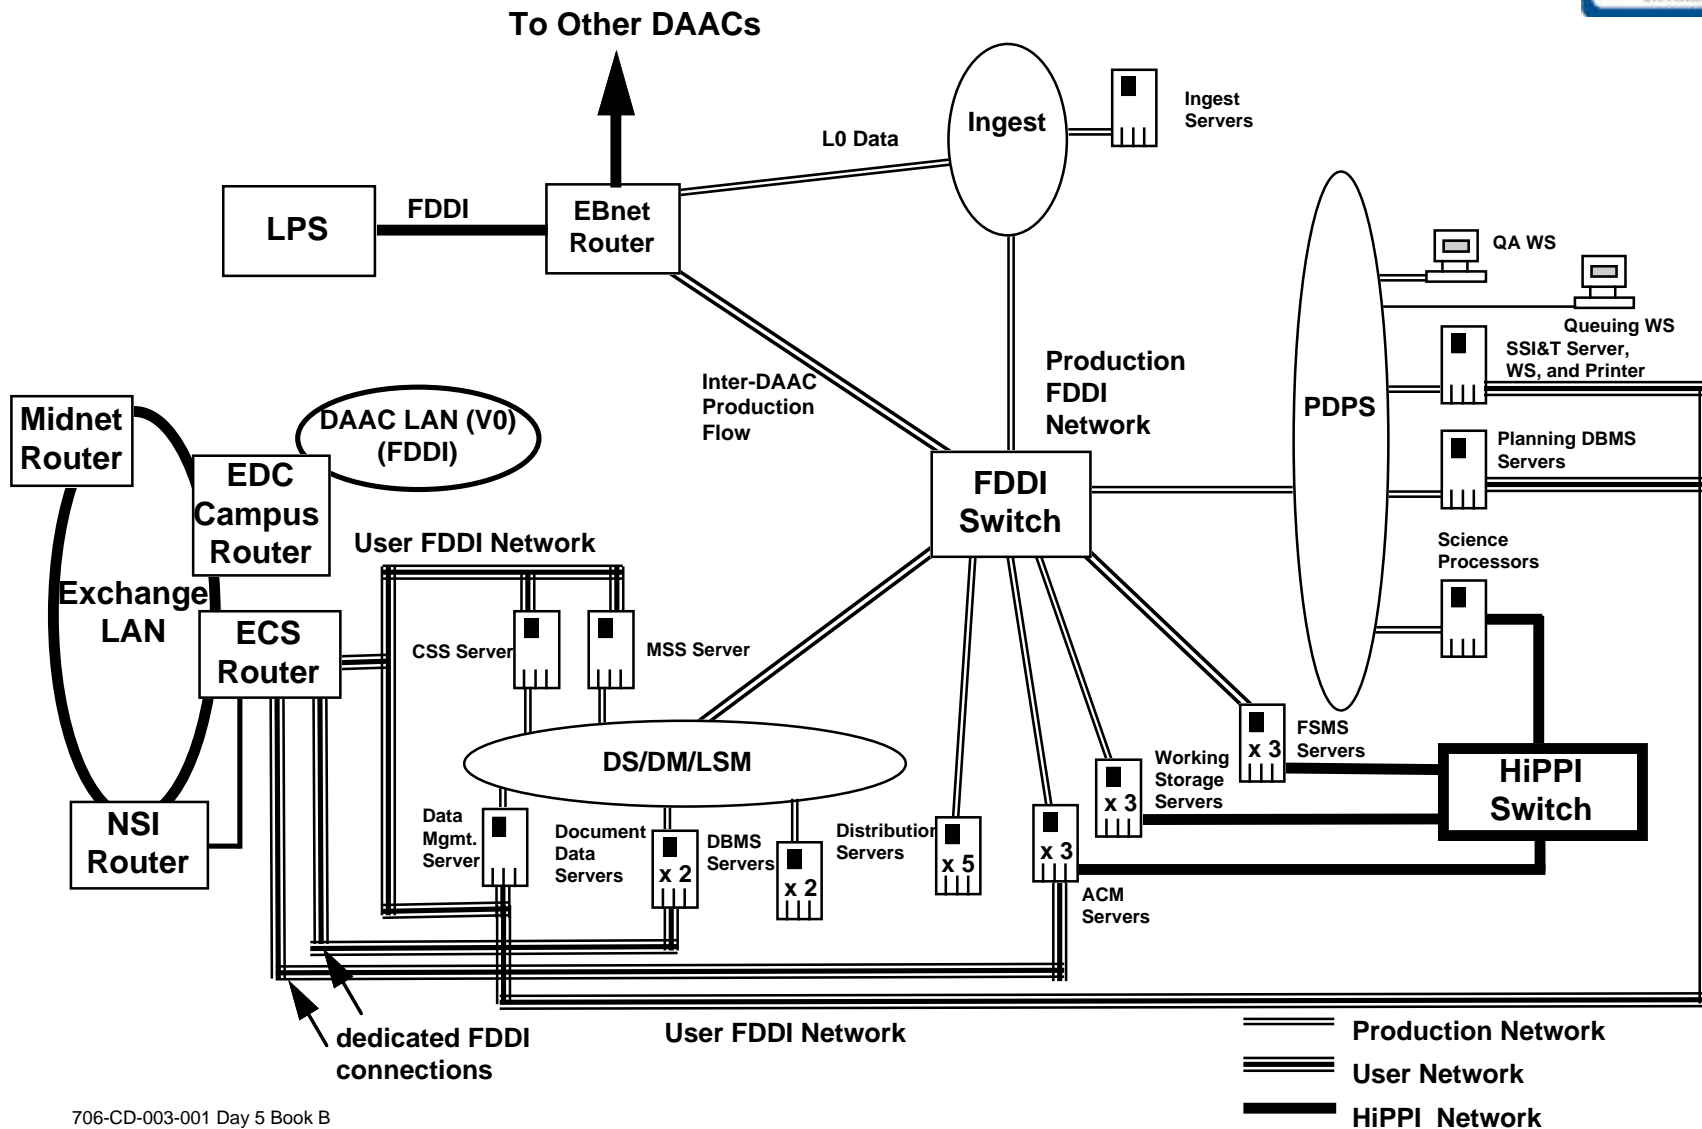 To Other DAACs
Ingest
Ingest
Servers
L0 Data
LPS
FDDI
EBnet
Router
QA WS
Queuing WS
SSI&T Server,
WS, and Printer
Production
FDDI
Network
Inter-DAAC
Production
Flow
PDPS
Midnet
Router
DAAC LAN (V0)
(FDDI)
EDC
Campus
Router
Planning DBMS
Servers
FDDI
Switch
User FDDI Network
Science
Processors
Exchange
LAN
ECS
Router
CSS Server
MSS Server
DS/DM/LSM
FSMS
Servers
x 3
Working
Storage
Servers
x 3
HiPPI
Switch
NSI
Router
Data
Mgmt.
Server
Document
Data
Servers
x 2
DBMS
Servers
x 2
Distribution
Servers
x 5
x 3
ACM
Servers
dedicated FDDI
connections
User FDDI Network
Production Network
User Network
HiPPI  Network
706-CD-003-001 Day 5 Book B